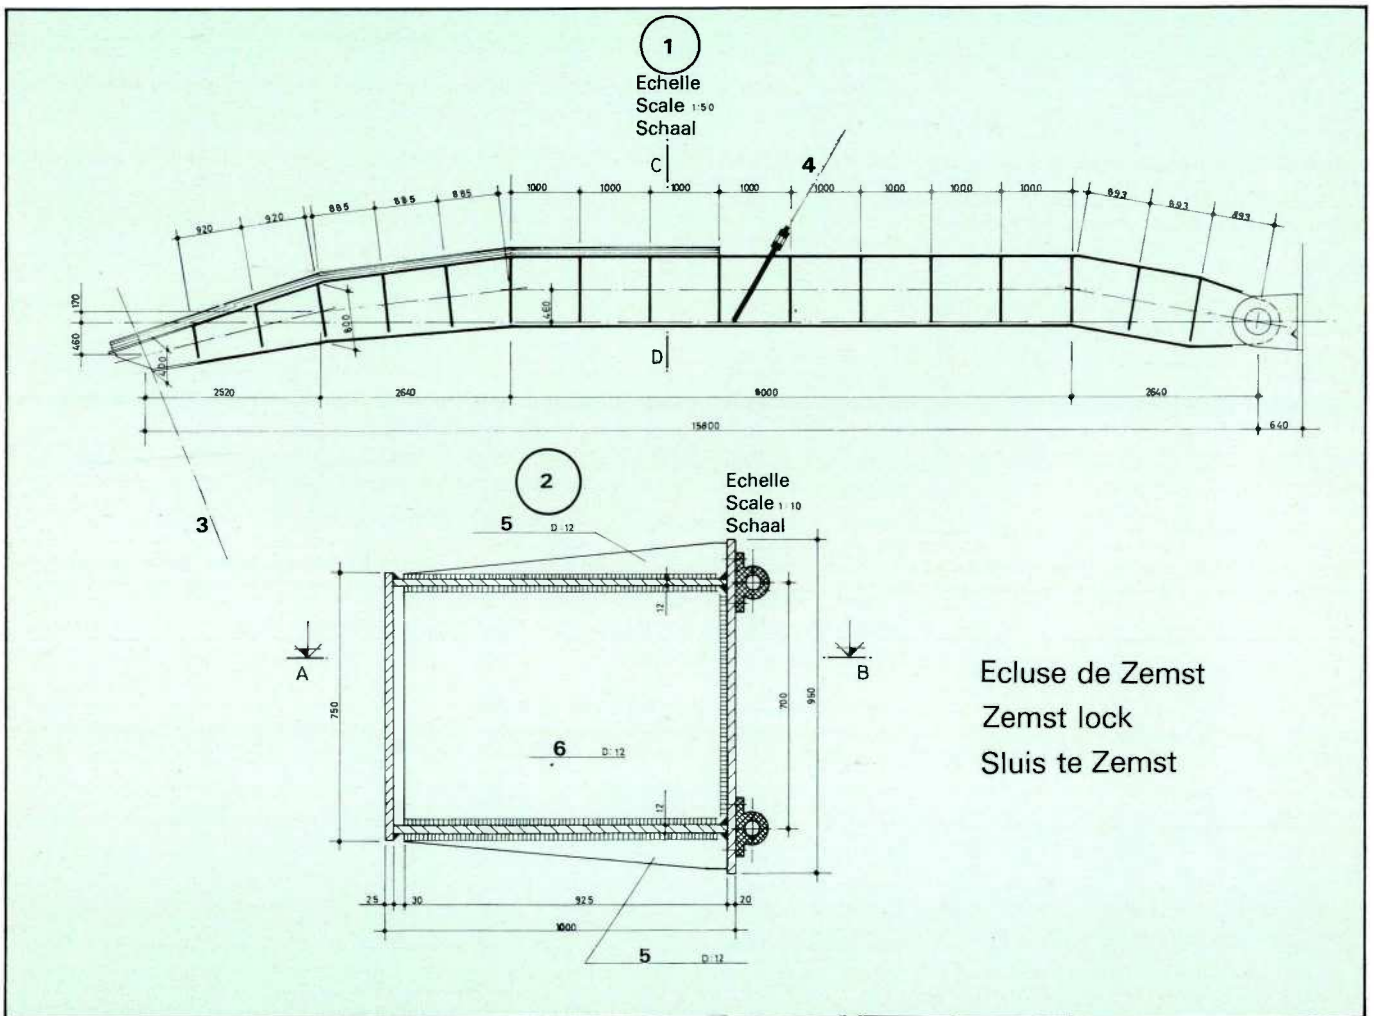 1
Echelle
Scale 1:50
Schaal
C
4
1000 1000 1000 1000 1000 1000 1000 1000
920 920 885 885 885
893 893 893
170
460
400
800
460
D
2520 2640 8000 2640
15800 640
3
2
Echelle
Scale 1:10
Schaal
5 D:12
12
A
B
750
700
950
6 D:12
12
25 30 925 20
1000
5 D:12
Ecluse de Zemst
Zemst lock
Sluis te Zemst